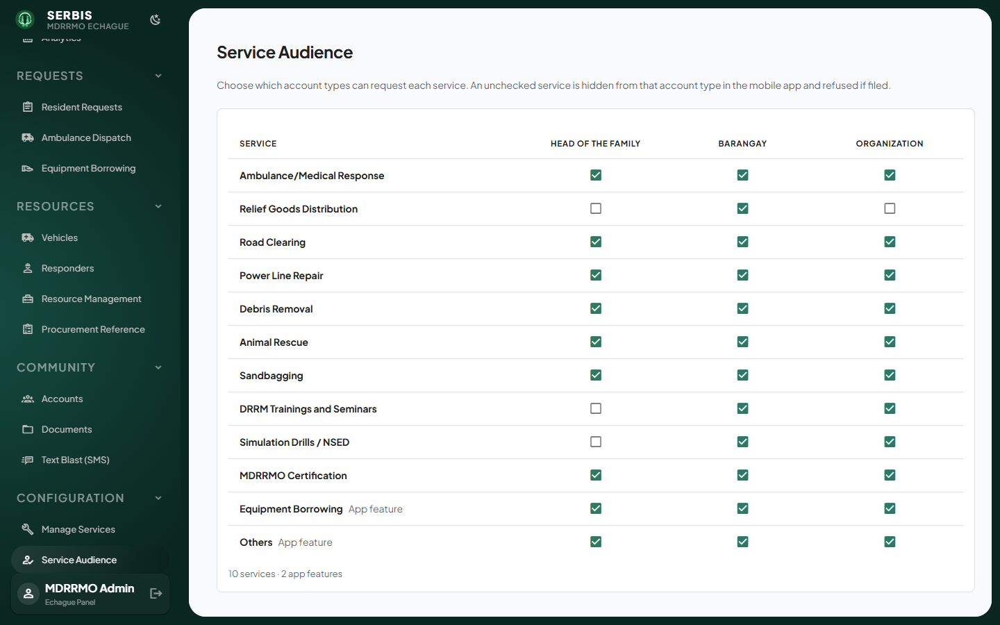 SERBIS
MDRRMO ECHAGUE
Analytics
REQUESTS
Resident Requests
Ambulance Dispatch
Equipment Borrowing
RESOURCES
Vehicles
Responders
Resource Management
Procurement Reference
COMMUNITY
Accounts
Documents
Text Blast (SMS)
CONFIGURATION
Manage Services
Service Audience
MDRRMO Admin
Echague Panel
Service Audience
Choose which account types can request each service. An unchecked service is hidden from that account type in the mobile app and refused if filed.
SERVICE HEAD OF THE FAMILY BARANGAY ORGANIZATION
Ambulance/Medical Response
Relief Goods Distribution
Road Clearing
Power Line Repair
Debris Removal
Animal Rescue
Sandbagging
DRRM Trainings and Seminars
Simulation Drills / NSED
MDRRMO Certification
Equipment Borrowing App feature
Others App feature
10 services · 2 app features